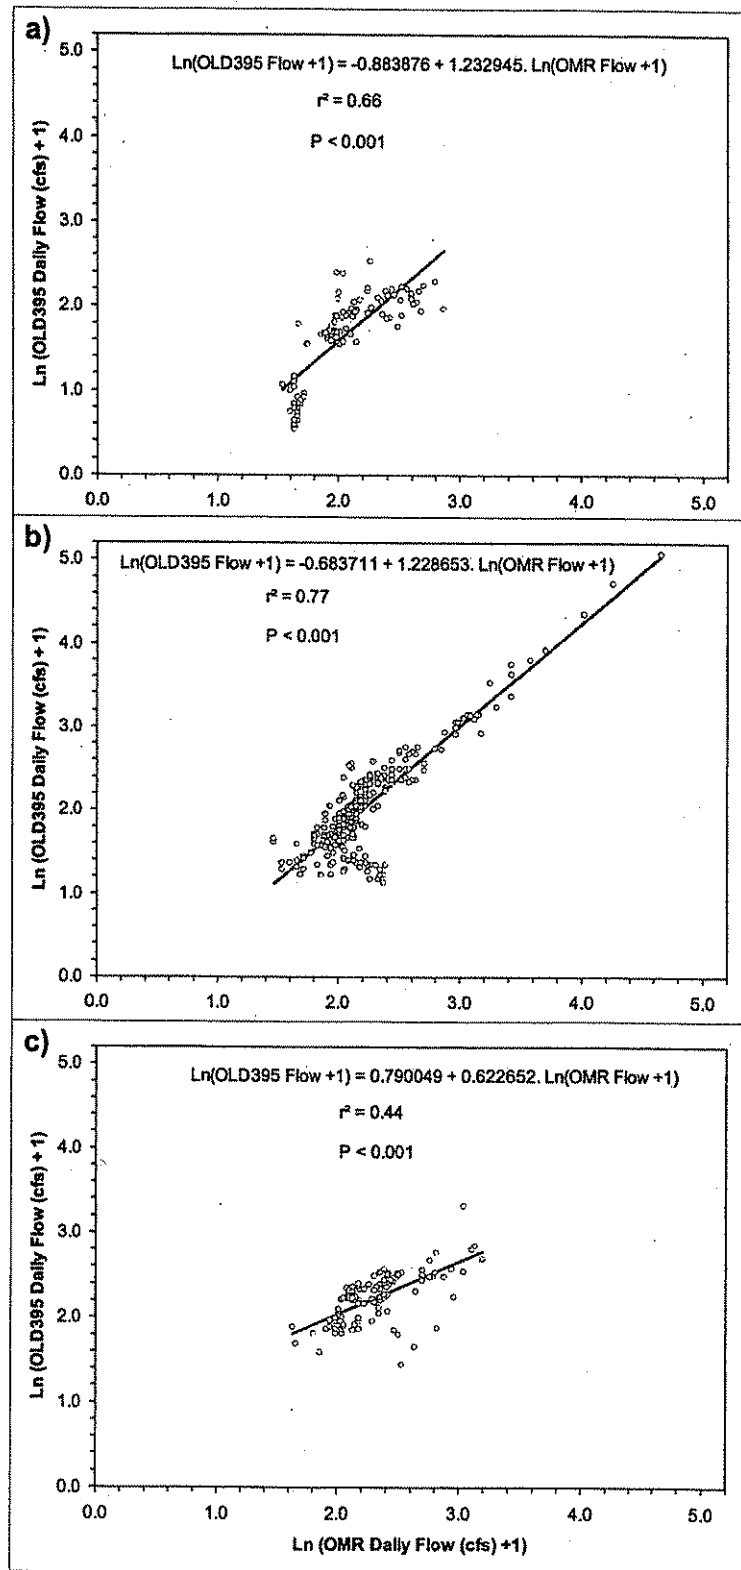 a)
Ln(OLD395 Flow +1) = -0.883876 + 1.232945. Ln(OMR Flow +1)
r² = 0.66
P < 0.001
Ln (OLD395 Daily Flow (cfs) + 1)
5.0
4.0
3.0
2.0
1.0
0.0
0.0 1.0 2.0 3.0 4.0 5.0
b)
Ln(OLD395 Flow +1) = -0.683711 + 1.228653. Ln(OMR Flow +1)
r² = 0.77
P < 0.001
Ln (OLD395 Daily Flow (cfs) + 1)
5.0
4.0
3.0
2.0
1.0
0.0
0.0 1.0 2.0 3.0 4.0 5.0
c)
Ln(OLD395 Flow +1) = 0.790049 + 0.622652. Ln(OMR Flow +1)
r² = 0.44
P < 0.001
Ln (OLD395 Daily Flow (cfs) + 1)
5.0
4.0
3.0
2.0
1.0
0.0
0.0 1.0 2.0 3.0 4.0 5.0
Ln (OMR Daily Flow (cfs) +1)